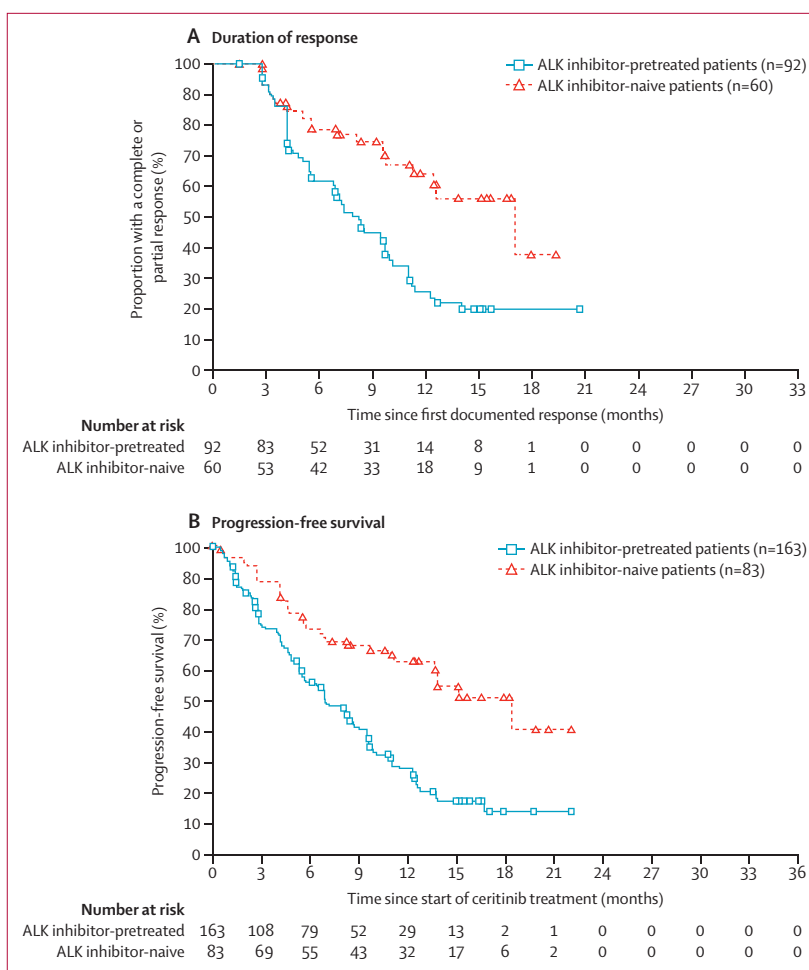 A Duration of response
ALK inhibitor-pretreated patients (n=92)
ALK inhibitor-naive patients (n=60)
Proportion with a complete or
partial response (%)
100
90
80
70
60
50
40
30
20
10
0
0 3 6 9 12 15 18 21 24 27 30 33
Time since first documented response (months)
Number at risk
ALK inhibitor-pretreated 92 83 52 31 14 8 1 0 0 0 0 0
ALK inhibitor-naive 60 53 42 33 18 9 1 0 0 0 0 0
B Progression-free survival
ALK inhibitor-pretreated patients (n=163)
ALK inhibitor-naive patients (n=83)
Progression-free survival (%)
100
90
80
70
60
50
40
30
20
10
0
0 3 6 9 12 15 18 21 24 27 30 33 36
Time since start of ceritinib treatment (months)
Number at risk
ALK inhibitor-pretreated 163 108 79 52 29 13 2 1 0 0 0 0 0
ALK inhibitor-naive 83 69 55 43 32 17 6 2 0 0 0 0 0